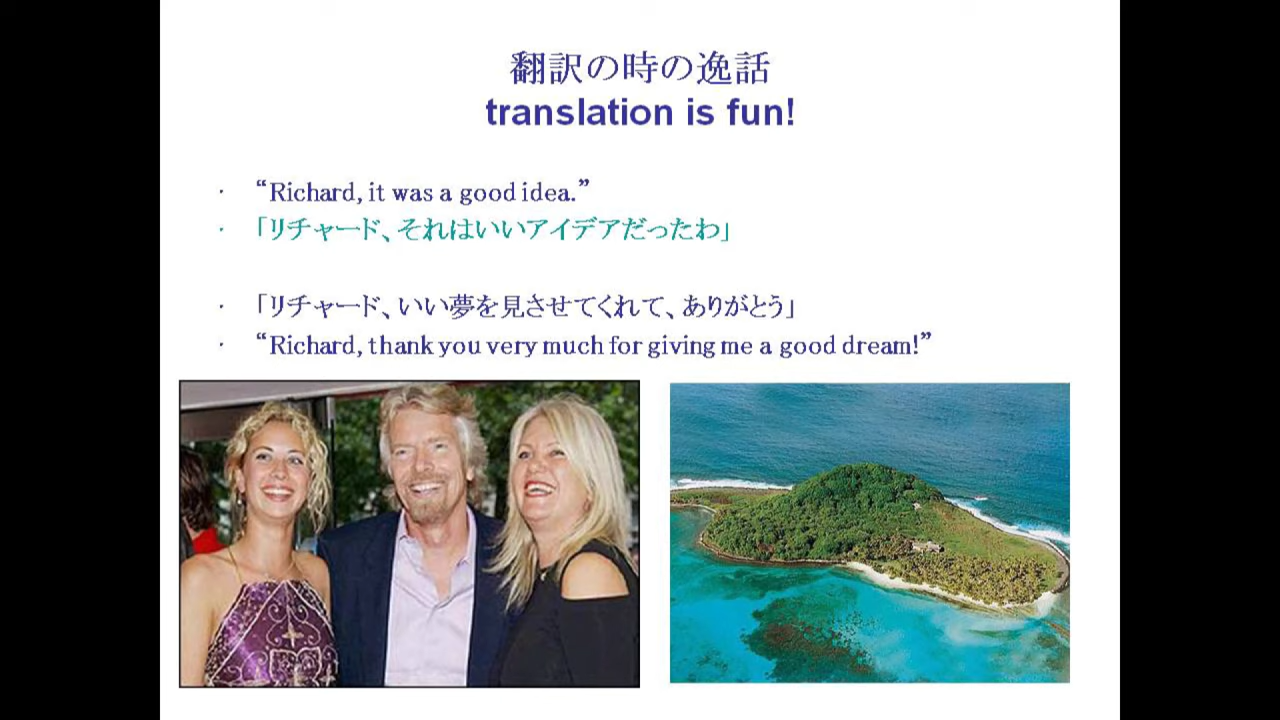 翻訳の時の逸話
translation is fun!
・ “Richard, it was a good idea.”
・ 「リチャード、それはいいアイデアだったわ」
・ 「リチャード、いい夢を見させてくれて、ありがとう」
・ “Richard, thank you very much for giving me a good dream!”